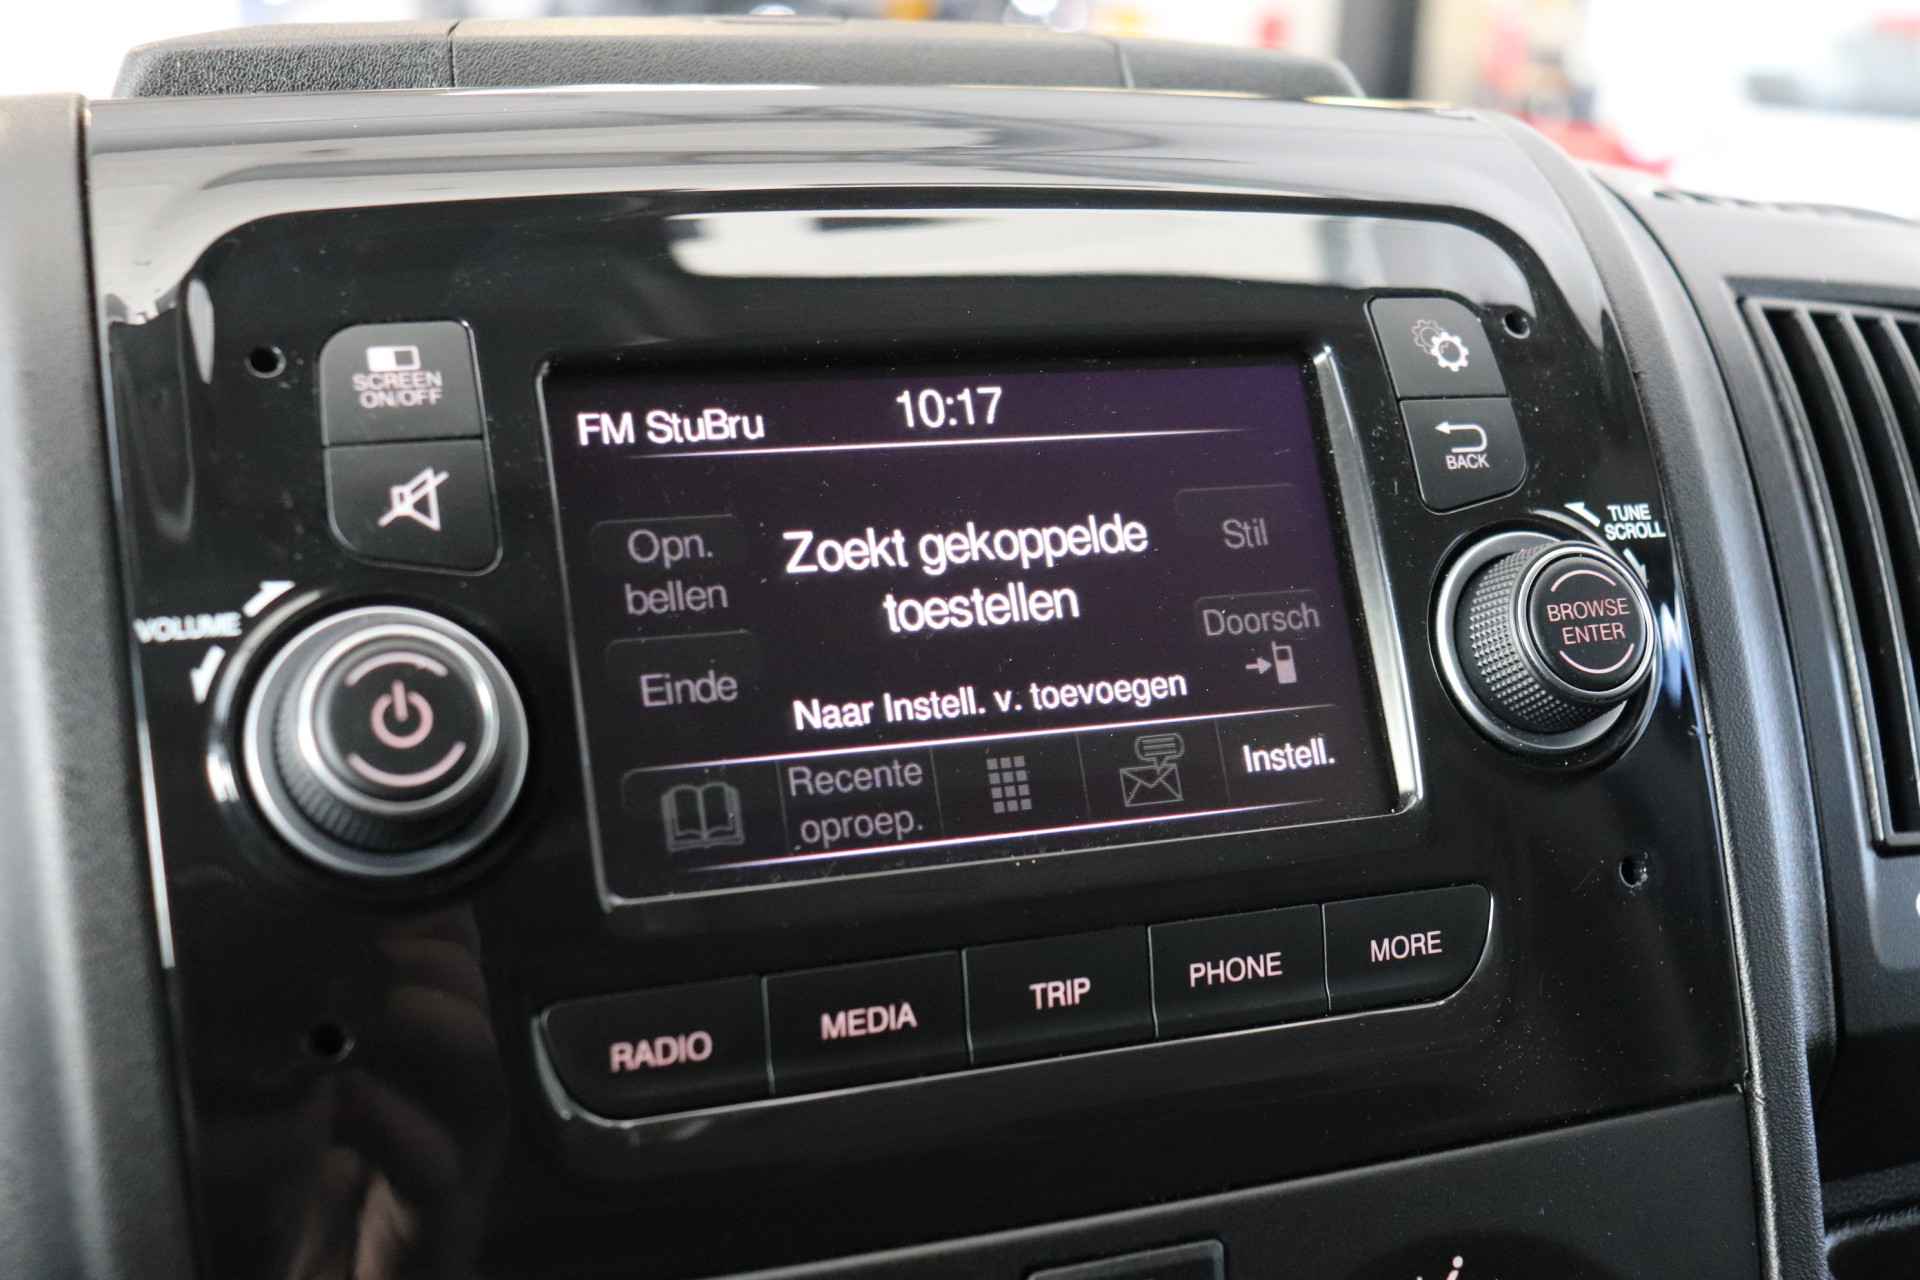 SCREEN
ON/OFF
VOLUME
FM StuBru
10:17
Opn.
bellen
Zoekt gekoppelde
toestellen
Stil
Doorsch
Einde
Naar Instell. v. toevoegen
Recente
oproep.
Instell.
BACK
TUNE
SCROLL
BROWSE
ENTER
RADIO
MEDIA
TRIP
PHONE
MORE